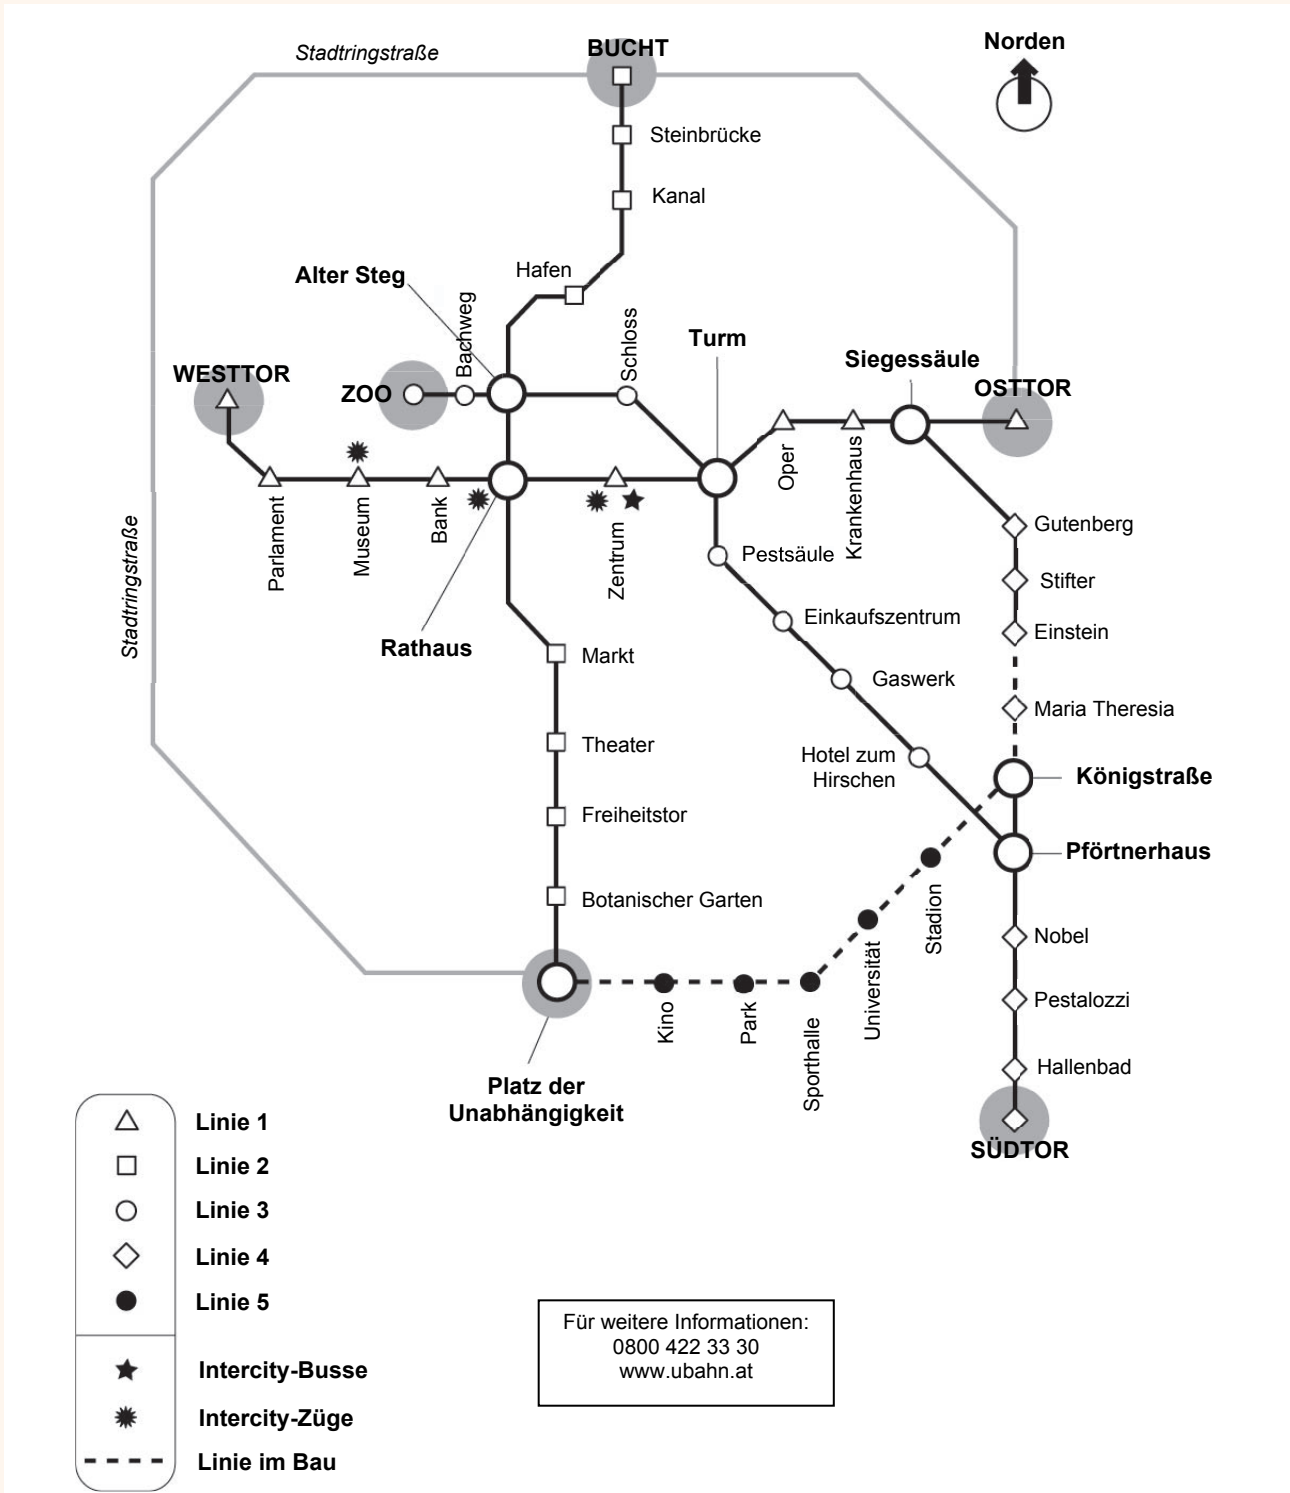 Stadtringstraße
BUCHT
Norden
Steinbrücke
Kanal
Hafen
Alter Steg
Bachweg
Schloss
Turm
Siegessäule
WESTTOR
ZOO
OSTTOR
Oper
Krankenhaus
Parlament
Museum
Bank
Zentrum
Gutenberg
Pestsäule
Stifter
Stadtringstraße
Einkaufszentrum
Einstein
Rathaus
Markt
Gaswerk
Maria Theresia
Theater
Hotel zum
Hirschen
Königstraße
Freiheitstor
Pförtnerhaus
Botanischer Garten
Stadion
Nobel
Universität
Kino
Park
Sporthalle
Pestalozzi
Hallenbad
Platz der
Unabhängigkeit
SÜDTOR
Linie 1
Linie 2
Linie 3
Linie 4
Linie 5
Intercity-Busse
Intercity-Züge
Linie im Bau
Für weitere Informationen:
0800 422 33 30
www.ubahn.at